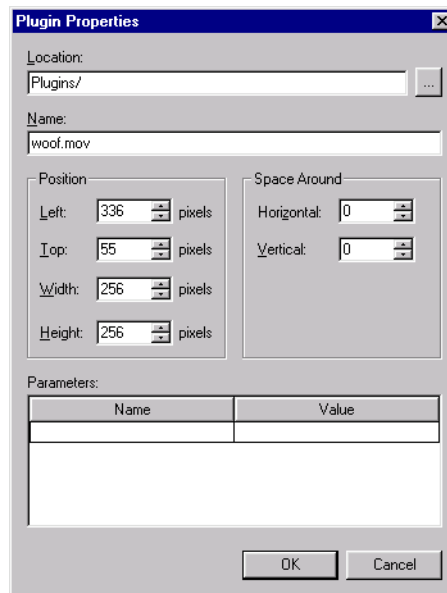 Plugin Properties
Location:
Plugins/
...
Name:
woof.mov
Position
Left: 336 pixels
Top: 55 pixels
Width: 256 pixels
Height: 256 pixels
Space Around
Horizontal: 0
Vertical: 0
Parameters:
Name Value
OK Cancel